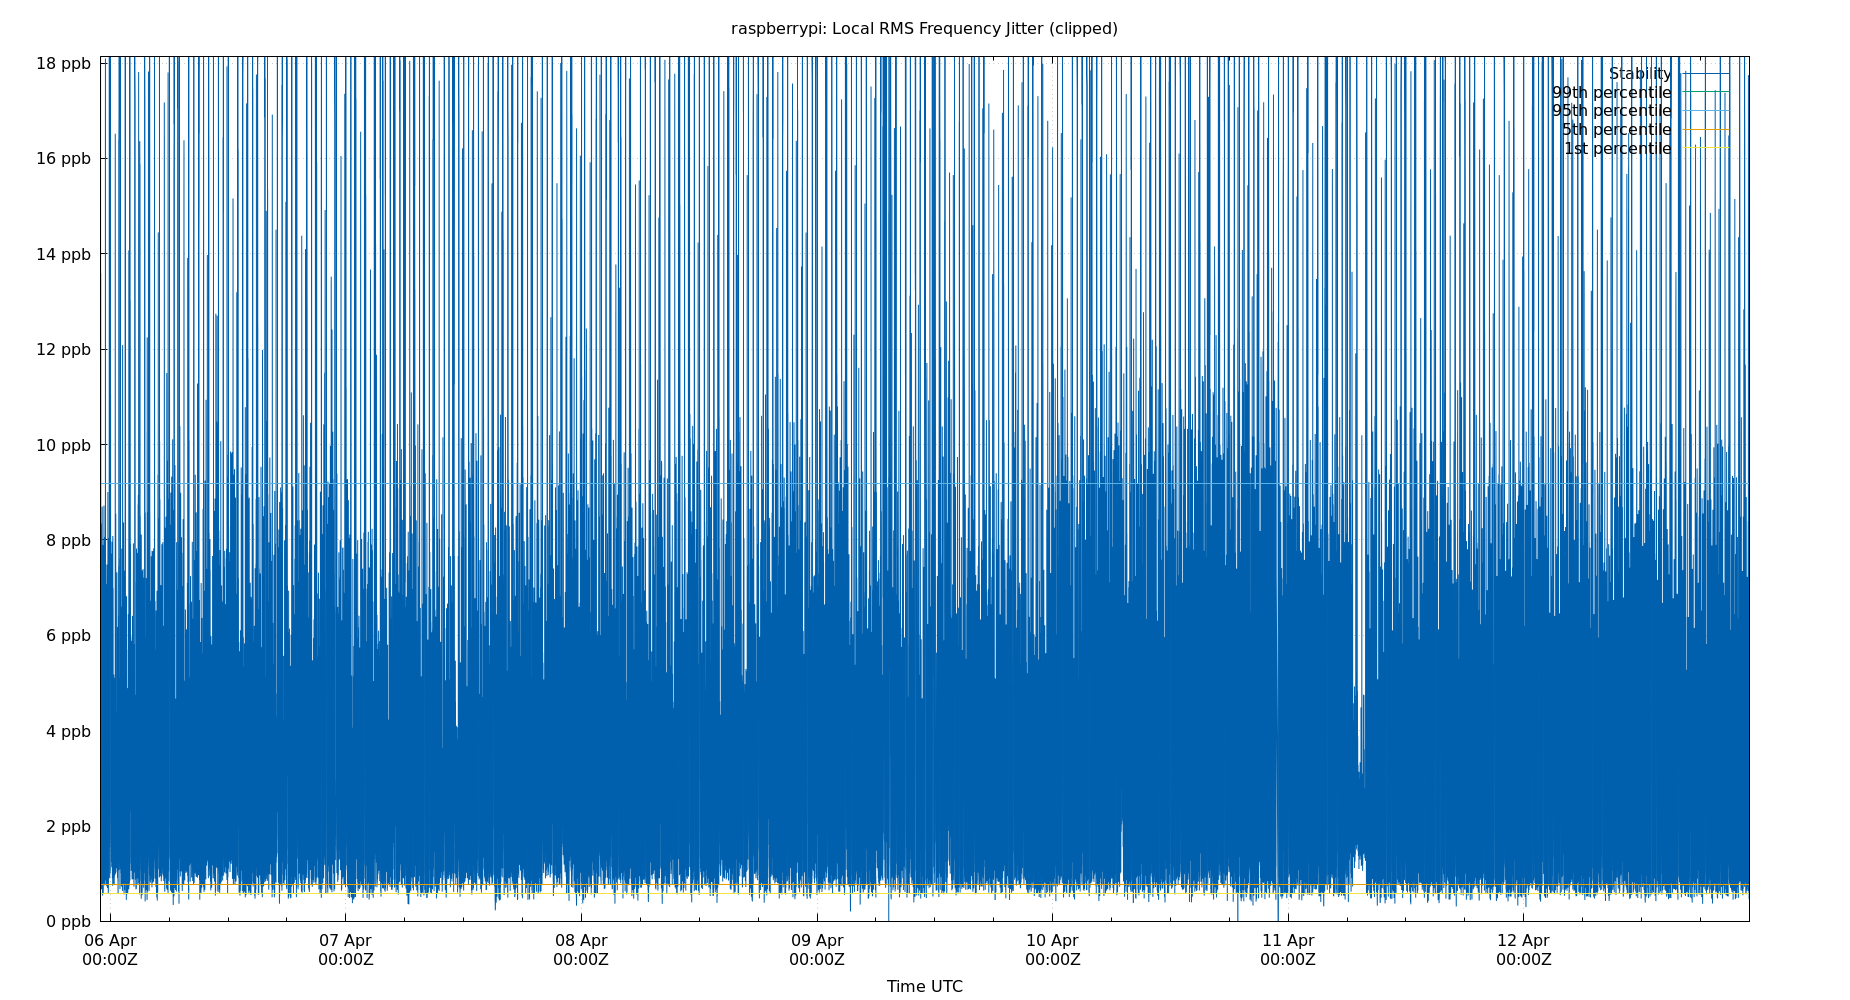 raspberrypi: Local RMS Frequency Jitter (clipped)
18 ppb
16 ppb
14 ppb
12 ppb
10 ppb
8 ppb
6 ppb
4 ppb
2 ppb
0 ppb
Stability
99th percentile
95th percentile
5th percentile
1st percentile
06 Apr
00:00Z
07 Apr
00:00Z
08 Apr
00:00Z
09 Apr
00:00Z
10 Apr
00:00Z
11 Apr
00:00Z
12 Apr
00:00Z
Time UTC